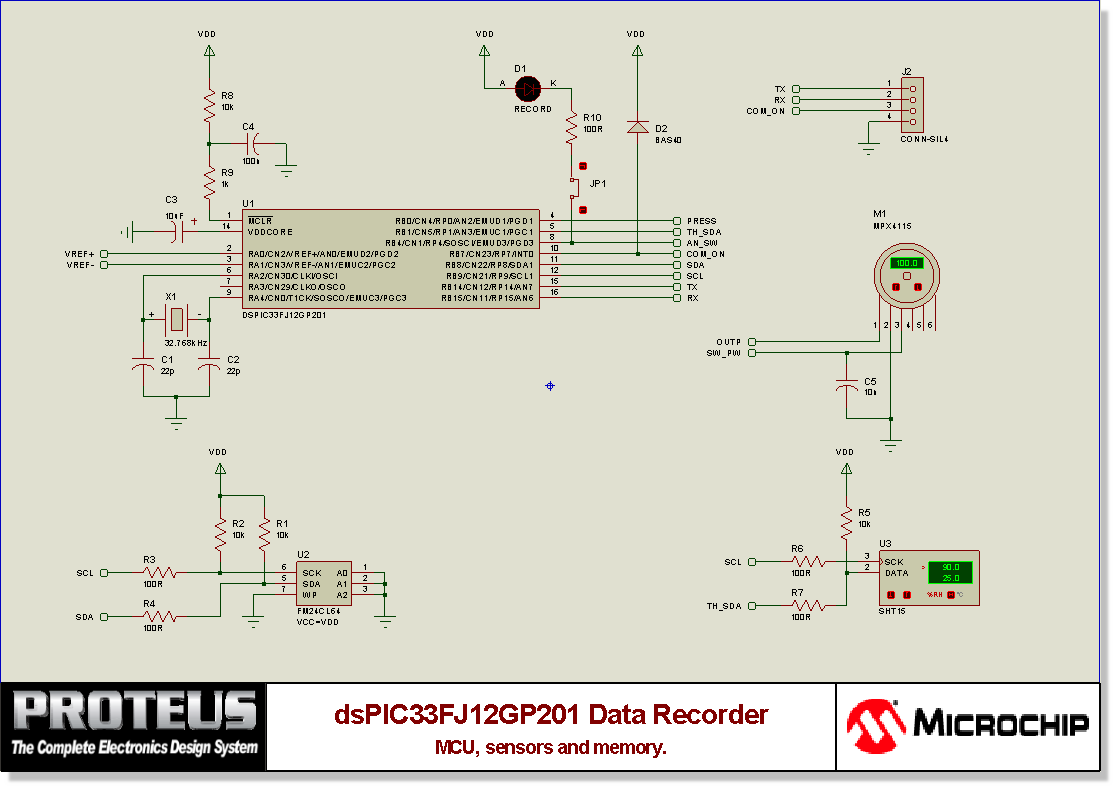 VDD
VDD
VDD
R8
10k
C4
100n
R9
1k
C3
10uF
+
D1
A
K
RECORD
R10
100R
JP1
D2
BAS40
J2
TX
RX
COM_ON
1
2
3
4
CONN-SIL4
U1
1
14
2
3
6
7
9
MCLR
VDDCORE
RA0/CN2/VREF+/AN0/EMUD2/PGD2
RA1/CN3/VREF-/AN1/EMUC2/PGC2
RA2/CN30/CLKI/OSCI
RA3/CN29/CLKO/OSCO
RA4/CN0/T1CK/SOSCO/EMUC3/PGC3
RB0/CN4/RP0/AN2/EMUD1/PGD1
RB1/CN5/RP1/AN3/EMUC1/PGC1
RB4/CN1/RP4/SOSCI/EMUD3/PGD3
RB7/CN23/RP7/INT0
RB8/CN22/RP8/SDA1
RB9/CN21/RP9/SCL1
RB14/CN12/RP14/AN7
RB15/CN11/RP15/AN6
4
5
8
10
11
12
15
16
PRESS
TH_SDA
AN_SW
COM_ON
SDA
SCL
TX
RX
DSPIC33FJ12GP201
VREF+
VREF-
X1
+
-
32.768kHz
C1
22p
C2
22p
M1
MPX4115
100.0
1 2 3 4 5 6
OUTP
SW_PW
C5
10n
VDD
R2
10k
R1
10k
SCL
R3
100R
SDA
R4
100R
U2
6
5
7
SCK
SDA
WP
A0
A1
A2
1
2
3
FM24CL64
VCC=VDD
VDD
R5
10k
SCL
R6
100R
TH_SDA
R7
100R
U3
3
2
SCK
DATA
>
90.0
25.0
%RH
°C
SHT15
PROTEUS
The Complete Electronics Design System
dsPIC33FJ12GP201 Data Recorder
MCU, sensors and memory.
MICROCHIP